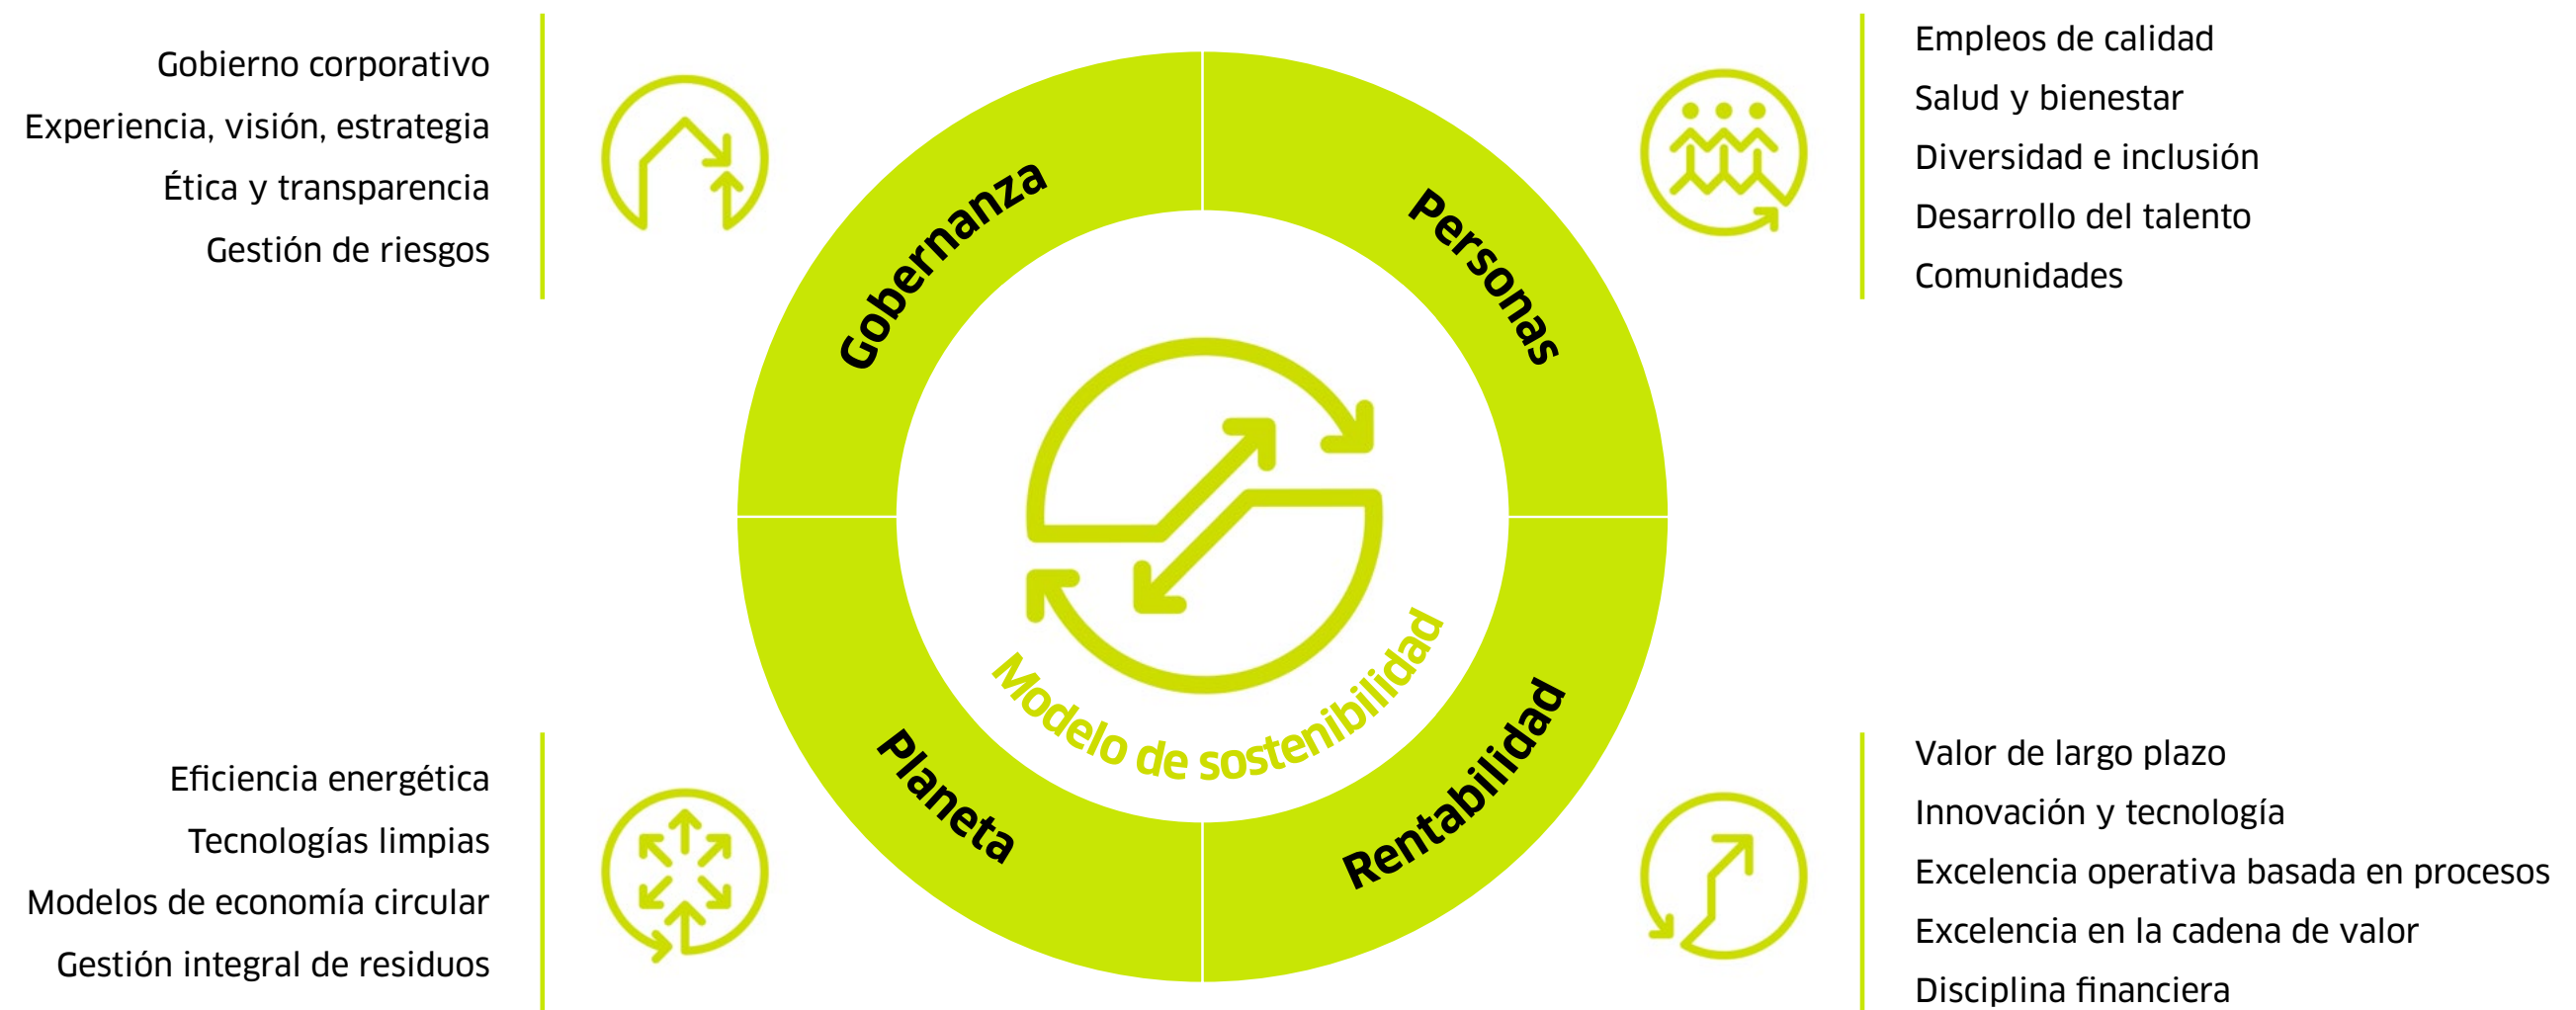 Gobierno corporativo
Experiencia, visión, estrategia
Ética y transparencia
Gestión de riesgos
Gobernanza
Personas
Empleos de calidad
Salud y bienestar
Diversidad e inclusión
Desarrollo del talento
Comunidades
Modelo de sostenibilidad
Eficiencia energética
Tecnologías limpias
Modelos de economía circular
Gestión integral de residuos
Planeta
Rentabilidad
Valor de largo plazo
Innovación y tecnología
Excelencia operativa basada en procesos
Excelencia en la cadena de valor
Disciplina financiera